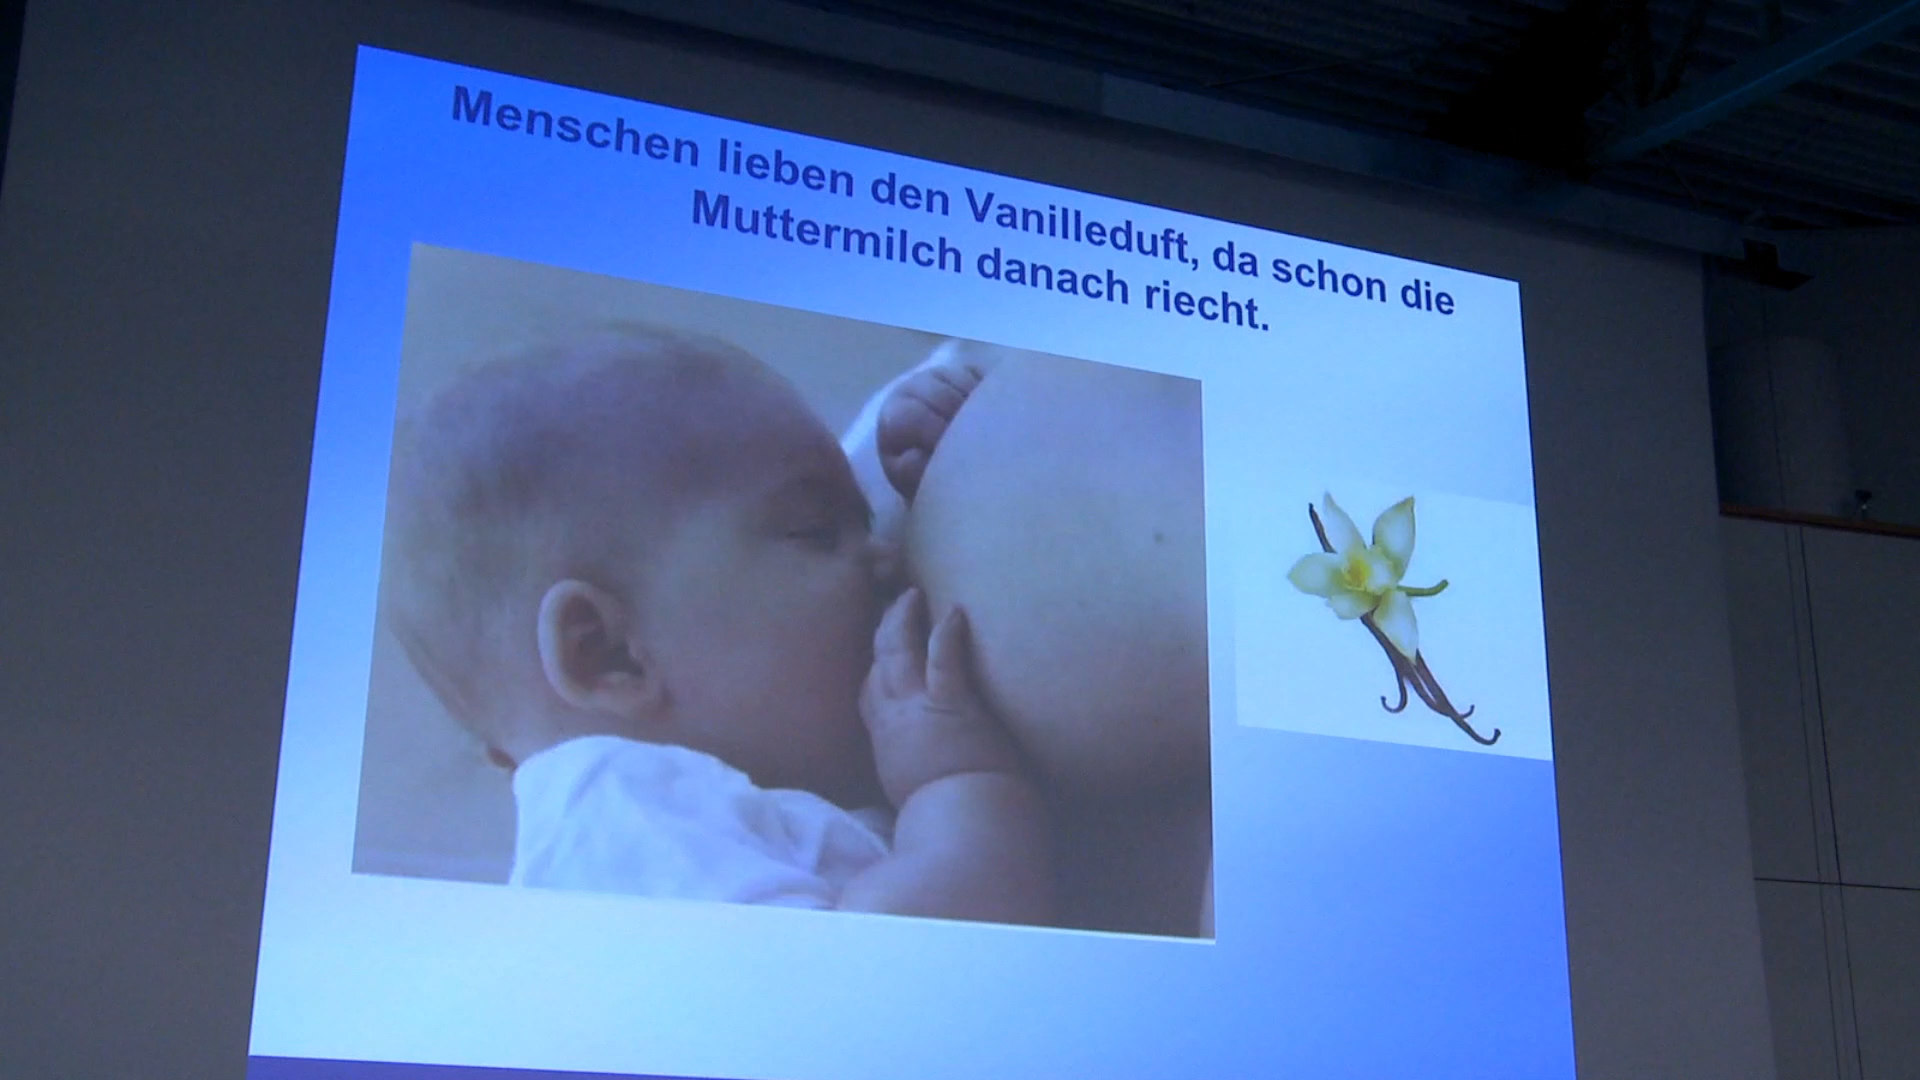 Menschen lieben den Vanilleduft, da schon die
Muttermilch danach riecht.